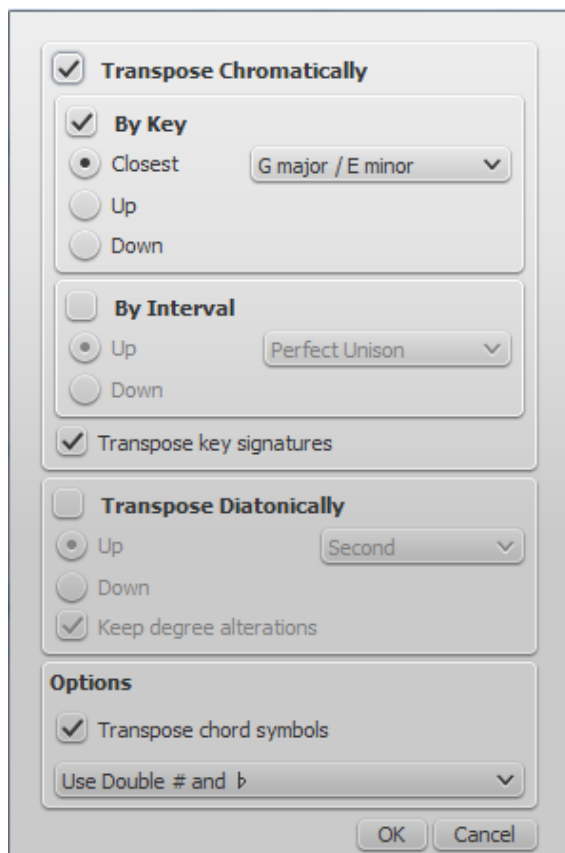 Transpose Chromatically
By Key
Closest G major / E minor
Up
Down
By Interval
Up Perfect Unison
Down
Transpose key signatures
Transpose Diatonically
Up Second
Down
Keep degree alterations
Options
Transpose chord symbols
Use Double # and ♭
OK Cancel